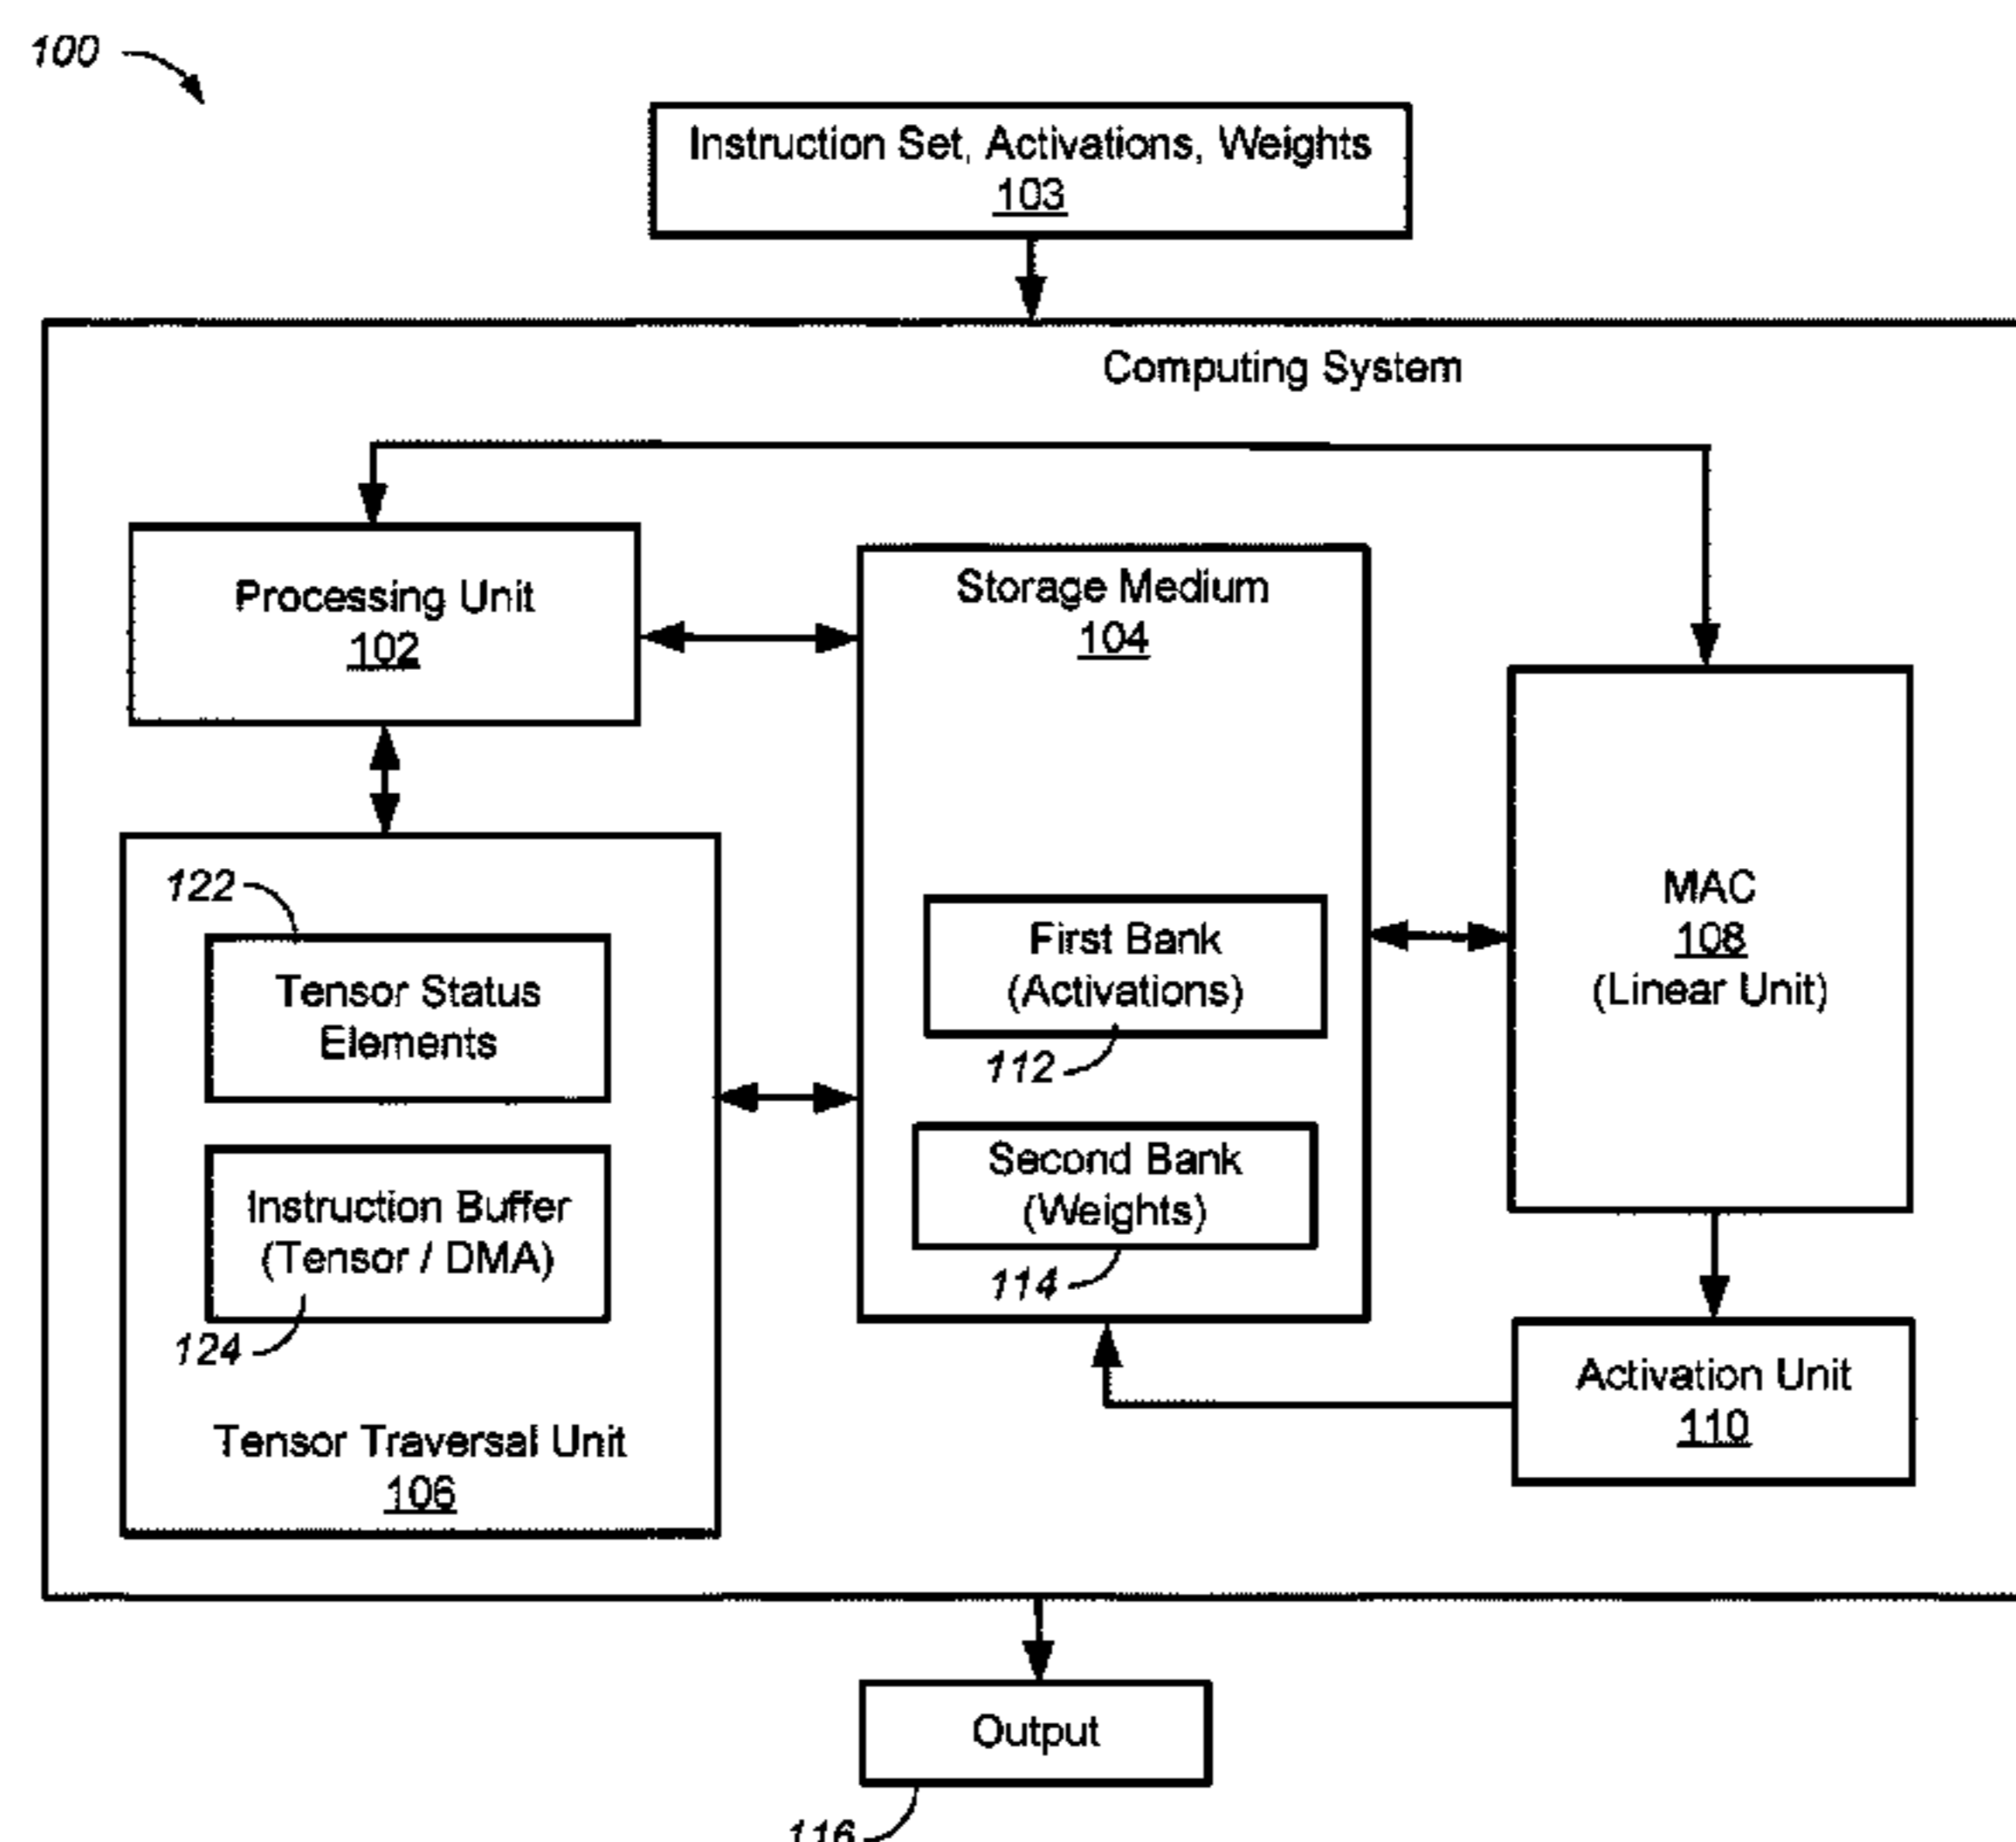 100
Instruction Set, Activations, Weights
103
Computing System
Processing Unit
102
Storage Medium
104
MAC
108
(Linear Unit)
122
Tensor Status
Elements
First Bank
(Activations)
112
Instruction Buffer
(Tensor / DMA)
124
Second Bank
(Weights)
114
Tensor Traversal Unit
106
Activation Unit
110
Output
116